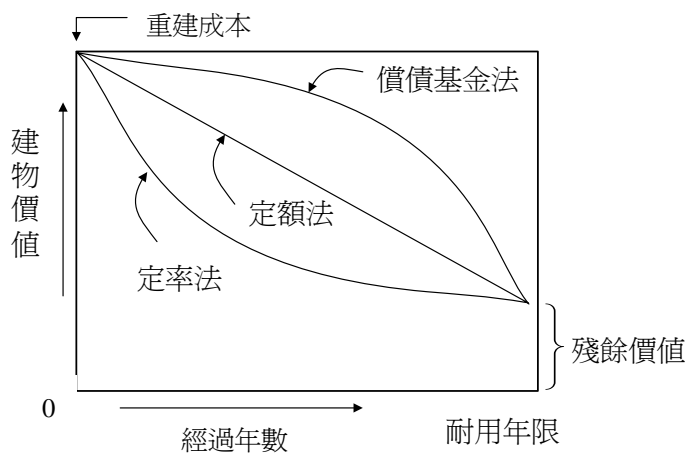 重建成本
償債基金法
建物價值
定額法
定率法
殘餘價值
0
經過年數
耐用年限